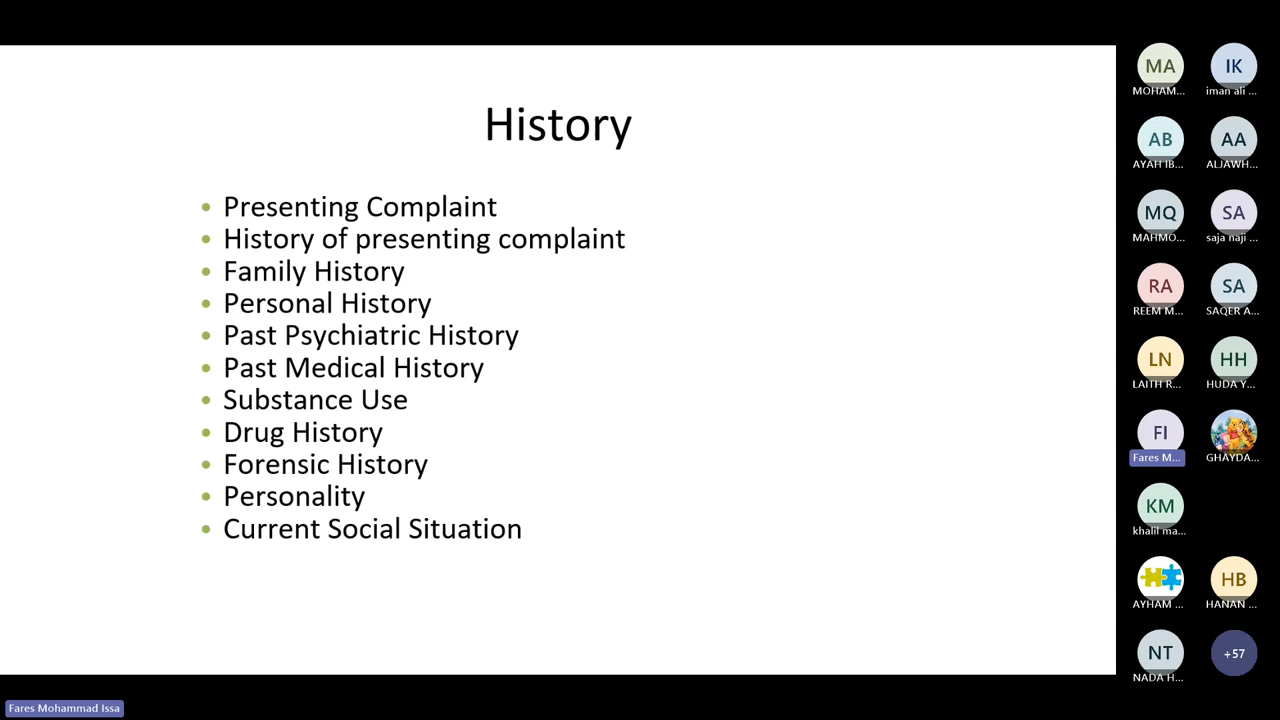 History
• Presenting Complaint
• History of presenting complaint
• Family History
• Personal History
• Past Psychiatric History
• Past Medical History
• Substance Use
• Drug History
• Forensic History
• Personality
• Current Social Situation
MA IK
MOHAM... iman ali ...
AB AA
AYAH IB... ALJAWH...
MQ SA
MAHMO... saja naji ...
RA SA
REEM M... SAQER A...
LN HH
LAITH R... HUDA Y...
FI
Fares M... GHAYDA...
KM
khalil ma...
HB
AYHAM ... HANAN ...
NT +57
NADA H...
Fares Mohammad Issa